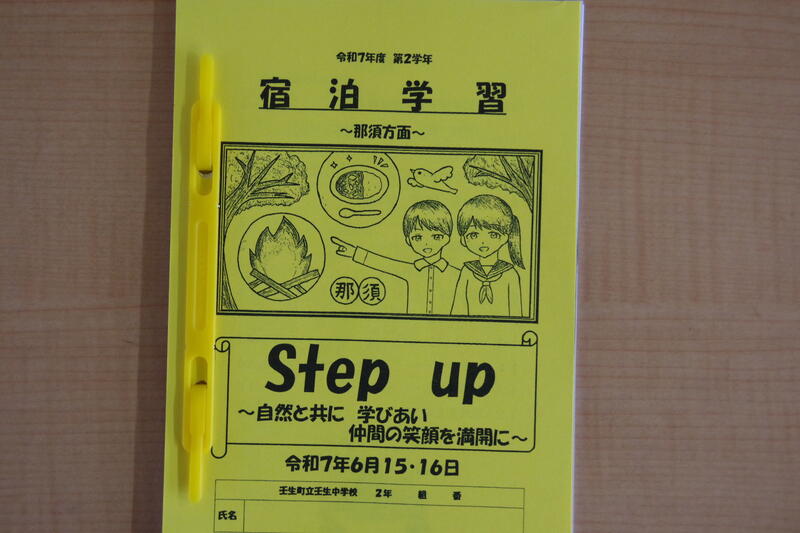 令和7年度 第2学年
宿泊学習
～那須方面～
那須
Step up
～自然と共に 学びあい
仲間の笑顔を満開に～
令和7年6月15・16日
壬生町立壬生中学校 2年 組 番
氏名